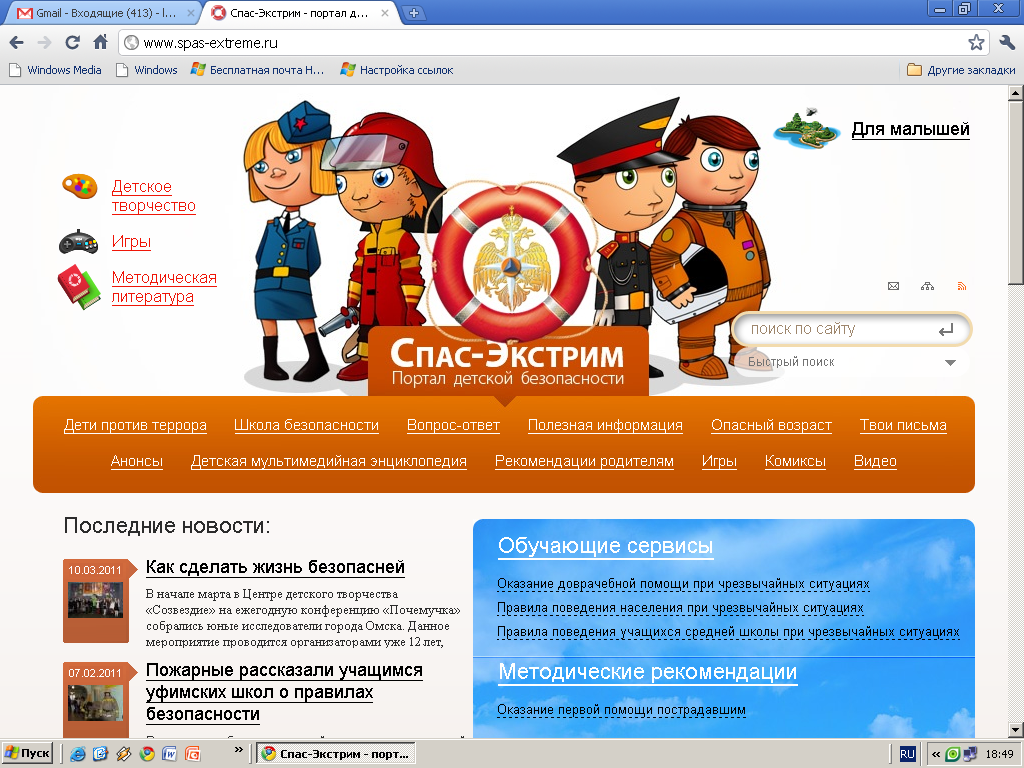 Gmail - Входящие (413) - l...
Спас-Экстрим - портал д...
www.spas-extreme.ru
Windows Media
Windows
Бесплатная почта H...
Настройка ссылок
Другие закладки
Для малышей
Детское
творчество
Игры
Методическая
литература
поиск по сайту
Быстрый поиск
Спас-Экстрим
Портал детской безопасности
Дети против террора
Школа безопасности
Вопрос-ответ
Полезная информация
Опасный возраст
Твои письма
Анонсы
Детская мультимедийная энциклопедия
Рекомендации родителям
Игры
Комиксы
Видео
Последние новости:
10.03.2011
Как сделать жизнь безопасней
В начале марта в Центре детского творчества
«Созвездие» на ежегодную конференцию «Почемучка»
собрались юные исследователи города Омска. Данное
мероприятие проводится организаторами уже 12 лет,
07.02.2011
Пожарные рассказали учащимся
уфимских школ о правилах
безопасности
Обучающие сервисы
Оказание доврачебной помощи при чрезвычайных ситуациях
Правила поведения населения при чрезвычайных ситуациях
Правила поведения учащихся средней школы при чрезвычайных ситуациях
Методические рекомендации
Оказание первой помощи пострадавшим
Пуск
»
Спас-Экстрим - порт...
RU
«
18:49